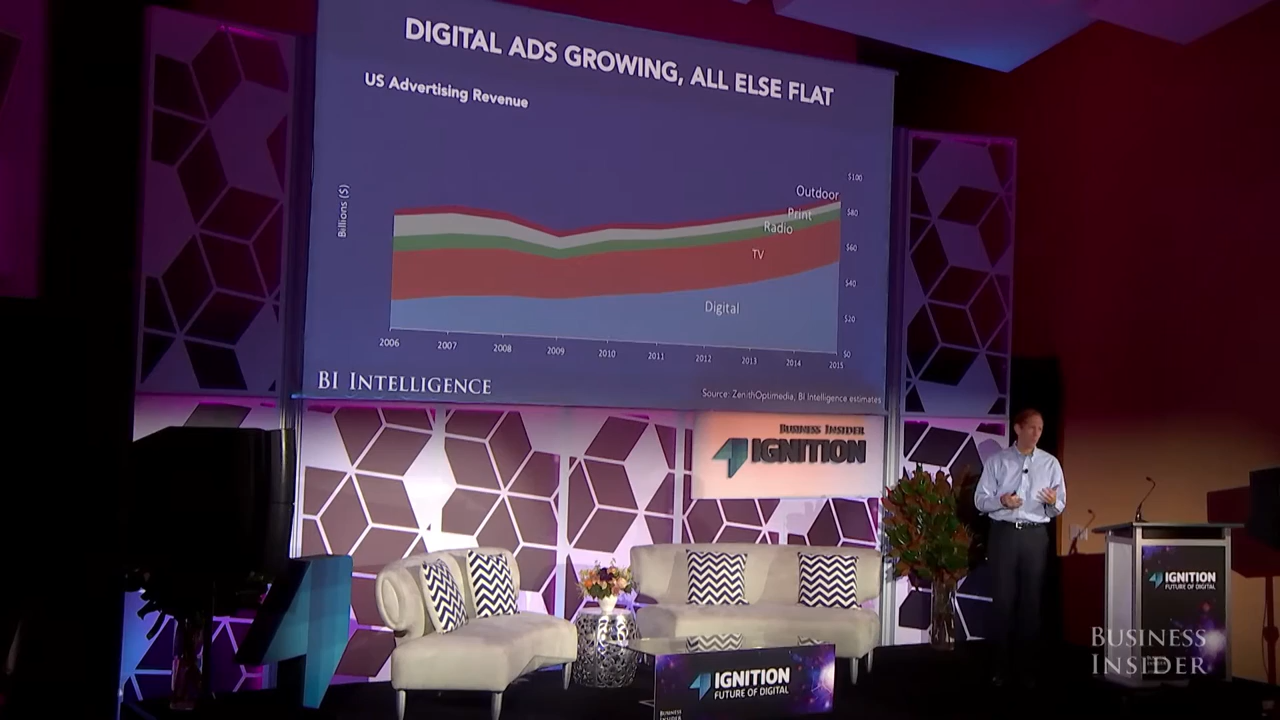 DIGITAL ADS GROWING, ALL ELSE FLAT
US Advertising Revenue
Billions ($)
$100
$80
$60
$40
$20
$0
Outdoor
Print
Radio
TV
Digital
2006 2007 2008 2009 2010 2011 2012 2013 2014 2015
BI INTELLIGENCE
Source: ZenithOptimedia, BI Intelligence estimates
BUSINESS INSIDER
IGNITION
IGNITION
FUTURE OF DIGITAL
IGNITION
FUTURE OF DIGITAL
BUSINESS
INSIDER
BUSINESS
INSIDER